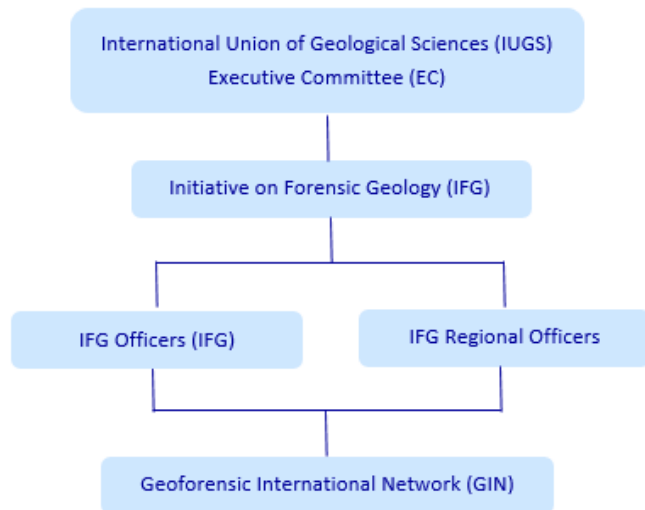 International Union of Geological Sciences (IUGS)
Executive Committee (EC)
Initiative on Forensic Geology (IFG)
IFG Officers (IFG)
IFG Regional Officers
Geoforensic International Network (GIN)